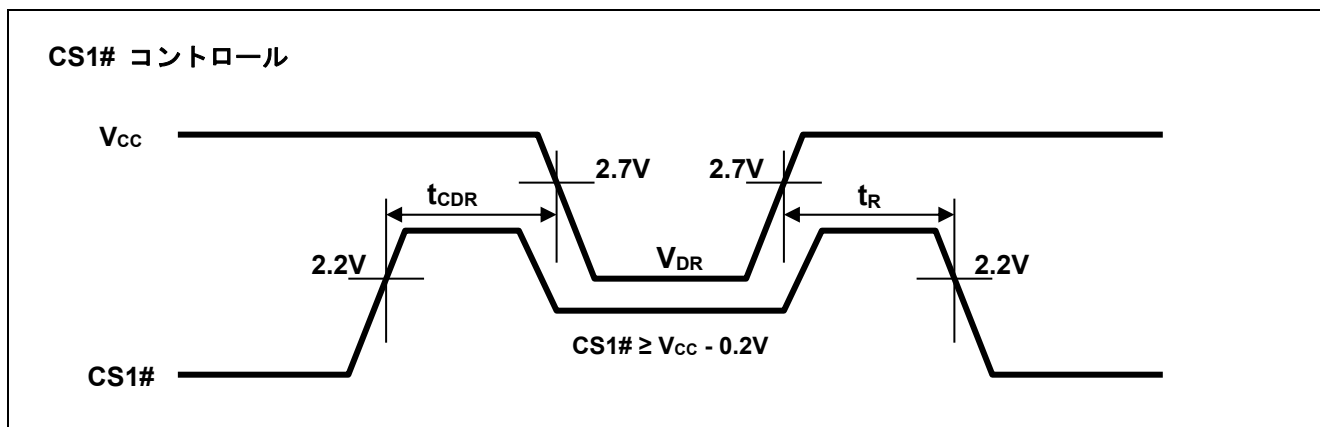 CS1# コントロール
VCC
2.7V 2.7V
tCDR tR
2.2V VDR 2.2V
CS1# ≥ VCC - 0.2V
CS1#